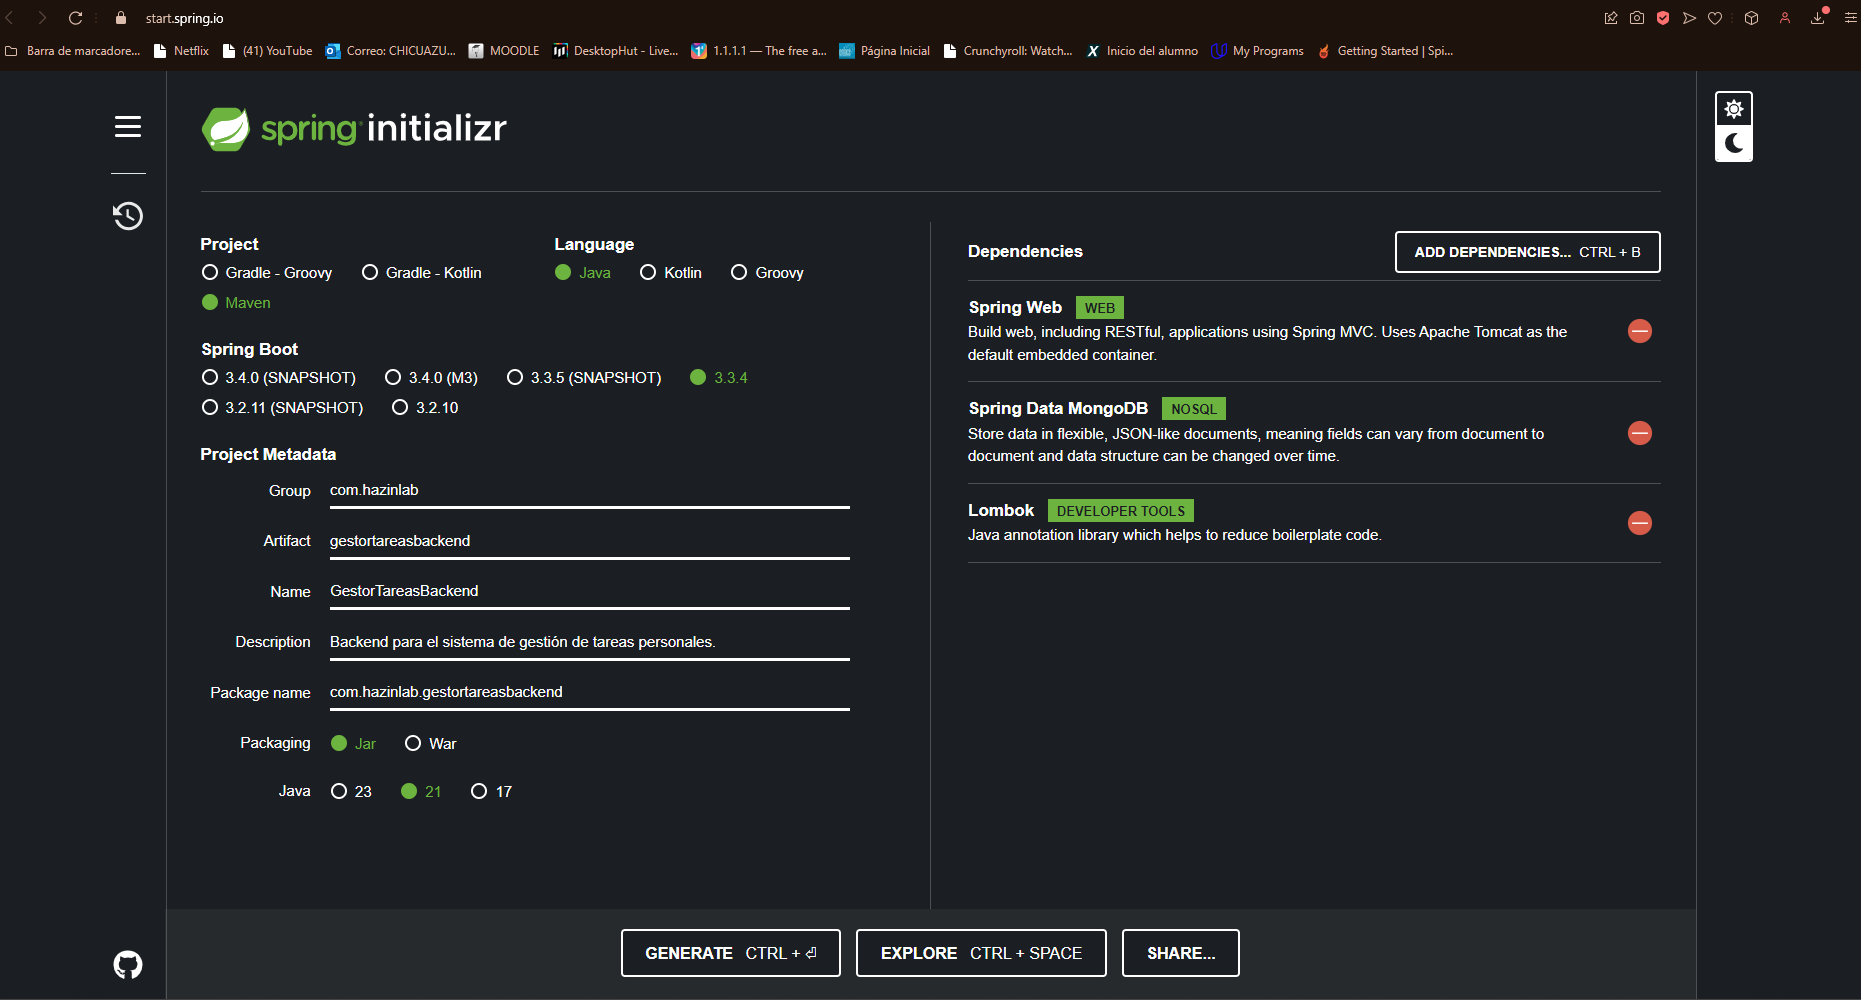 start.spring.io
Barra de marcadore...
Netflix
(41) YouTube
Correo: CHICUAZU...
MOODLE
DesktopHut - Live...
1.1.1.1 — The free a...
Página Inicial
Crunchyroll: Watch...
Inicio del alumno
My Programs
Getting Started | Spi...
spring initializr
Project
Gradle - Groovy
Gradle - Kotlin
Maven
Language
Java
Kotlin
Groovy
Spring Boot
3.4.0 (SNAPSHOT)
3.4.0 (M3)
3.3.5 (SNAPSHOT)
3.3.4
3.2.11 (SNAPSHOT)
3.2.10
Project Metadata
Group com.hazinlab
Artifact gestortareasbackend
Name GestorTareasBackend
Description Backend para el sistema de gestión de tareas personales.
Package name com.hazinlab.gestortareasbackend
Packaging Jar War
Java 23 21 17
Dependencies
ADD DEPENDENCIES... CTRL + B
Spring Web WEB
Build web, including RESTful, applications using Spring MVC. Uses Apache Tomcat as the
default embedded container.
Spring Data MongoDB NOSQL
Store data in flexible, JSON-like documents, meaning fields can vary from document to
document and data structure can be changed over time.
Lombok DEVELOPER TOOLS
Java annotation library which helps to reduce boilerplate code.
GENERATE CTRL + ⏎
EXPLORE CTRL + SPACE
SHARE...